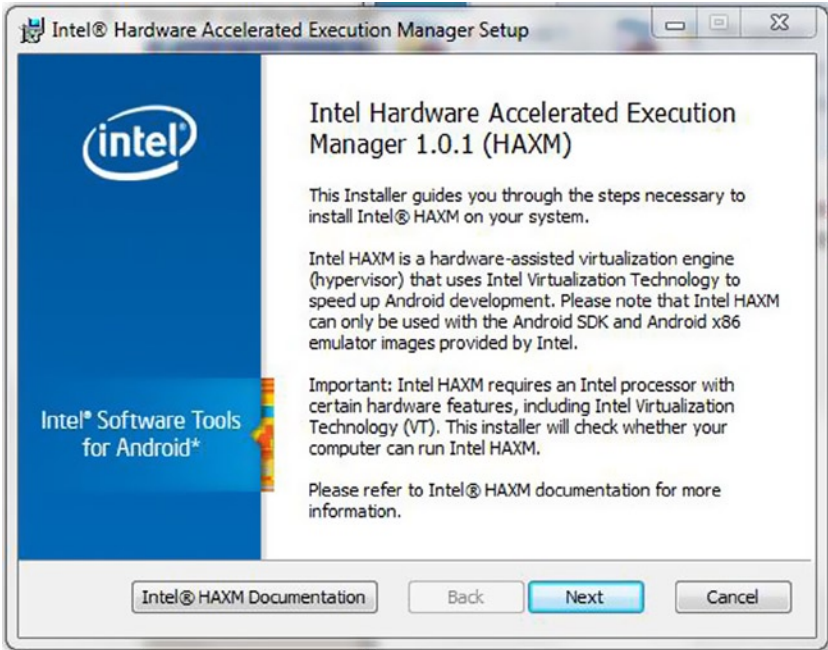 Intel® Hardware Accelerated Execution Manager Setup
intel
Intel® Software Tools
for Android*
Intel Hardware Accelerated Execution
Manager 1.0.1 (HAXM)
This Installer guides you through the steps necessary to
install Intel® HAXM on your system.
Intel HAXM is a hardware-assisted virtualization engine
(hypervisor) that uses Intel Virtualization Technology to
speed up Android development. Please note that Intel HAXM
can only be used with the Android SDK and Android x86
emulator images provided by Intel.
Important: Intel HAXM requires an Intel processor with
certain hardware features, including Intel Virtualization
Technology (VT). This installer will check whether your
computer can run Intel HAXM.
Please refer to Intel® HAXM documentation for more
information.
Intel® HAXM Documentation
Back
Next
Cancel